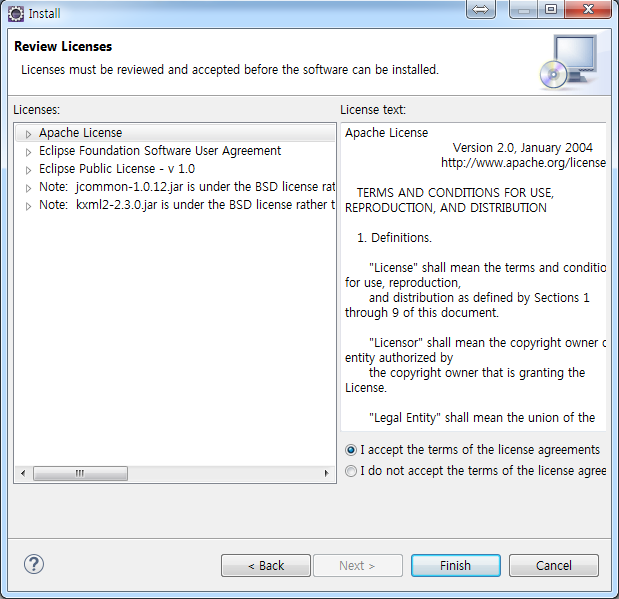 Install
Review Licenses
Licenses must be reviewed and accepted before the software can be installed.
Licenses:
Apache License
Eclipse Foundation Software User Agreement
Eclipse Public License - v 1.0
Note:  jcommon-1.0.12.jar is under the BSD license rat
Note:  kxml2-2.3.0.jar is under the BSD license rather t
License text:
Apache License
Version 2.0, January 2004
http://www.apache.org/license
TERMS AND CONDITIONS FOR USE,
REPRODUCTION, AND DISTRIBUTION
1. Definitions.
"License" shall mean the terms and conditio
for use, reproduction,
and distribution as defined by Sections 1
through 9 of this document.
"Licensor" shall mean the copyright owner o
entity authorized by
the copyright owner that is granting the
License.
"Legal Entity" shall mean the union of the
I accept the terms of the license agreements
I do not accept the terms of the license agree
?
< Back
Next >
Finish
Cancel